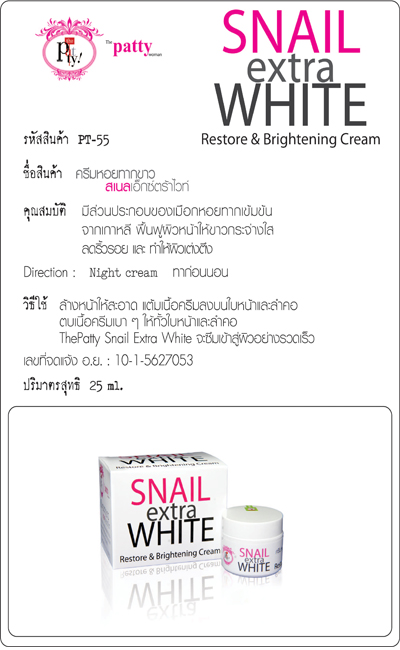 Ptty!
The patty woman
SNAIL
extra
WHITE
Restore & Brightening Cream
รหัสสินค้า PT-55
ชื่อสินค้า ครีมหอยทากขาว
สเนลเอ็กซ์ตร้าไวท์
คุณสมบัติ มีส่วนประกอบของเมือกหอยทากเข้มข้น
จากเกาหลี ฟื้นฟูผิวหน้าให้ขาวกระจ่างใส
ลดริ้วรอย และ ทำให้ผิวเต่งตึง
Direction : Night cream ทาก่อนนอน
วิธีใช้ ล้างหน้าให้สะอาด แต้มเนื้อครีมลงบนใบหน้าและลำคอ
ตบเนื้อครีมเบา ๆ ให้ทั่วใบหน้าและลำคอ
ThePatty Snail Extra White จะซึมเข้าสู่ผิวอย่างรวดเร็ว
เลขที่จดแจ้ง อ.ย. : 10-1-5627053
ปริมาตรสุทธิ 25 ml.
SNAIL
extra
WHITE
Restore & Brightening Cream
SNAIL
extra
WHITE